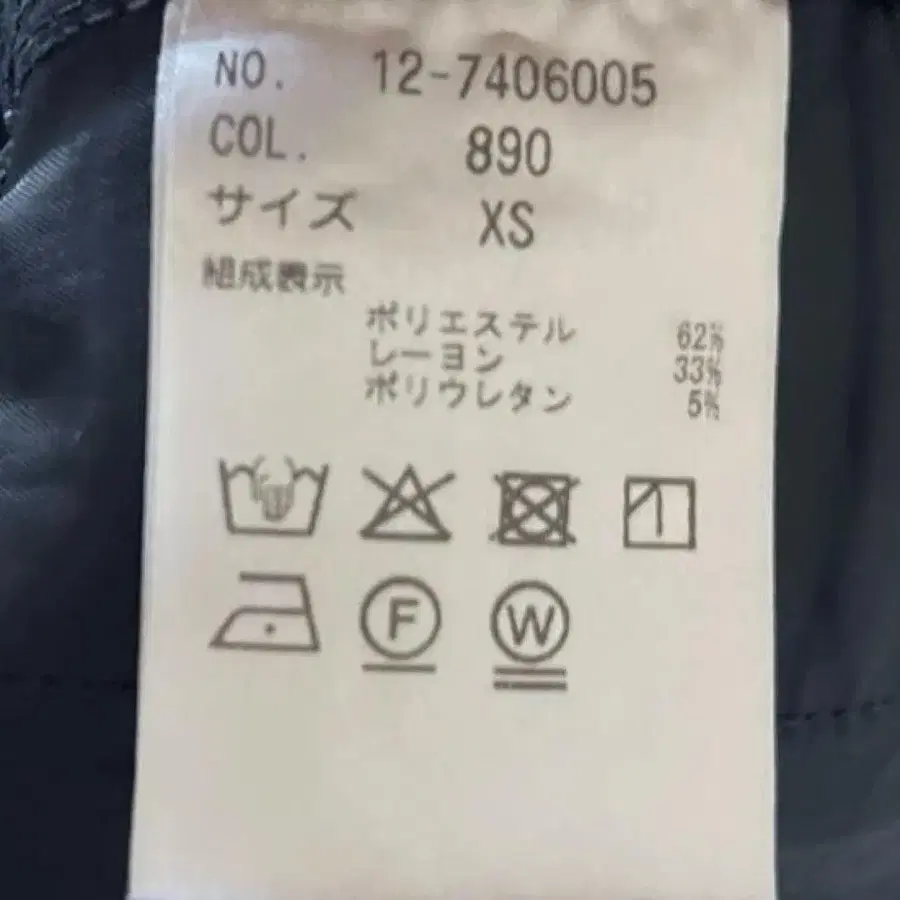 NO. 12-7406005
COL. 890
サイズ XS
組成表示
ポリエステル 62%
レーヨン 33%
ポリウレタン 5%
F
W